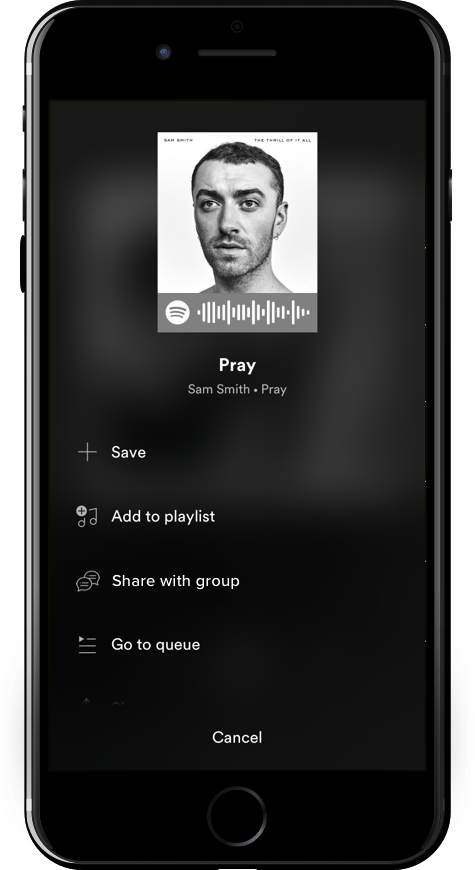 SAM SMITH THE THRILL OF IT ALL
Pray
Sam Smith • Pray
Save
Add to playlist
Share with group
Go to queue
Cancel